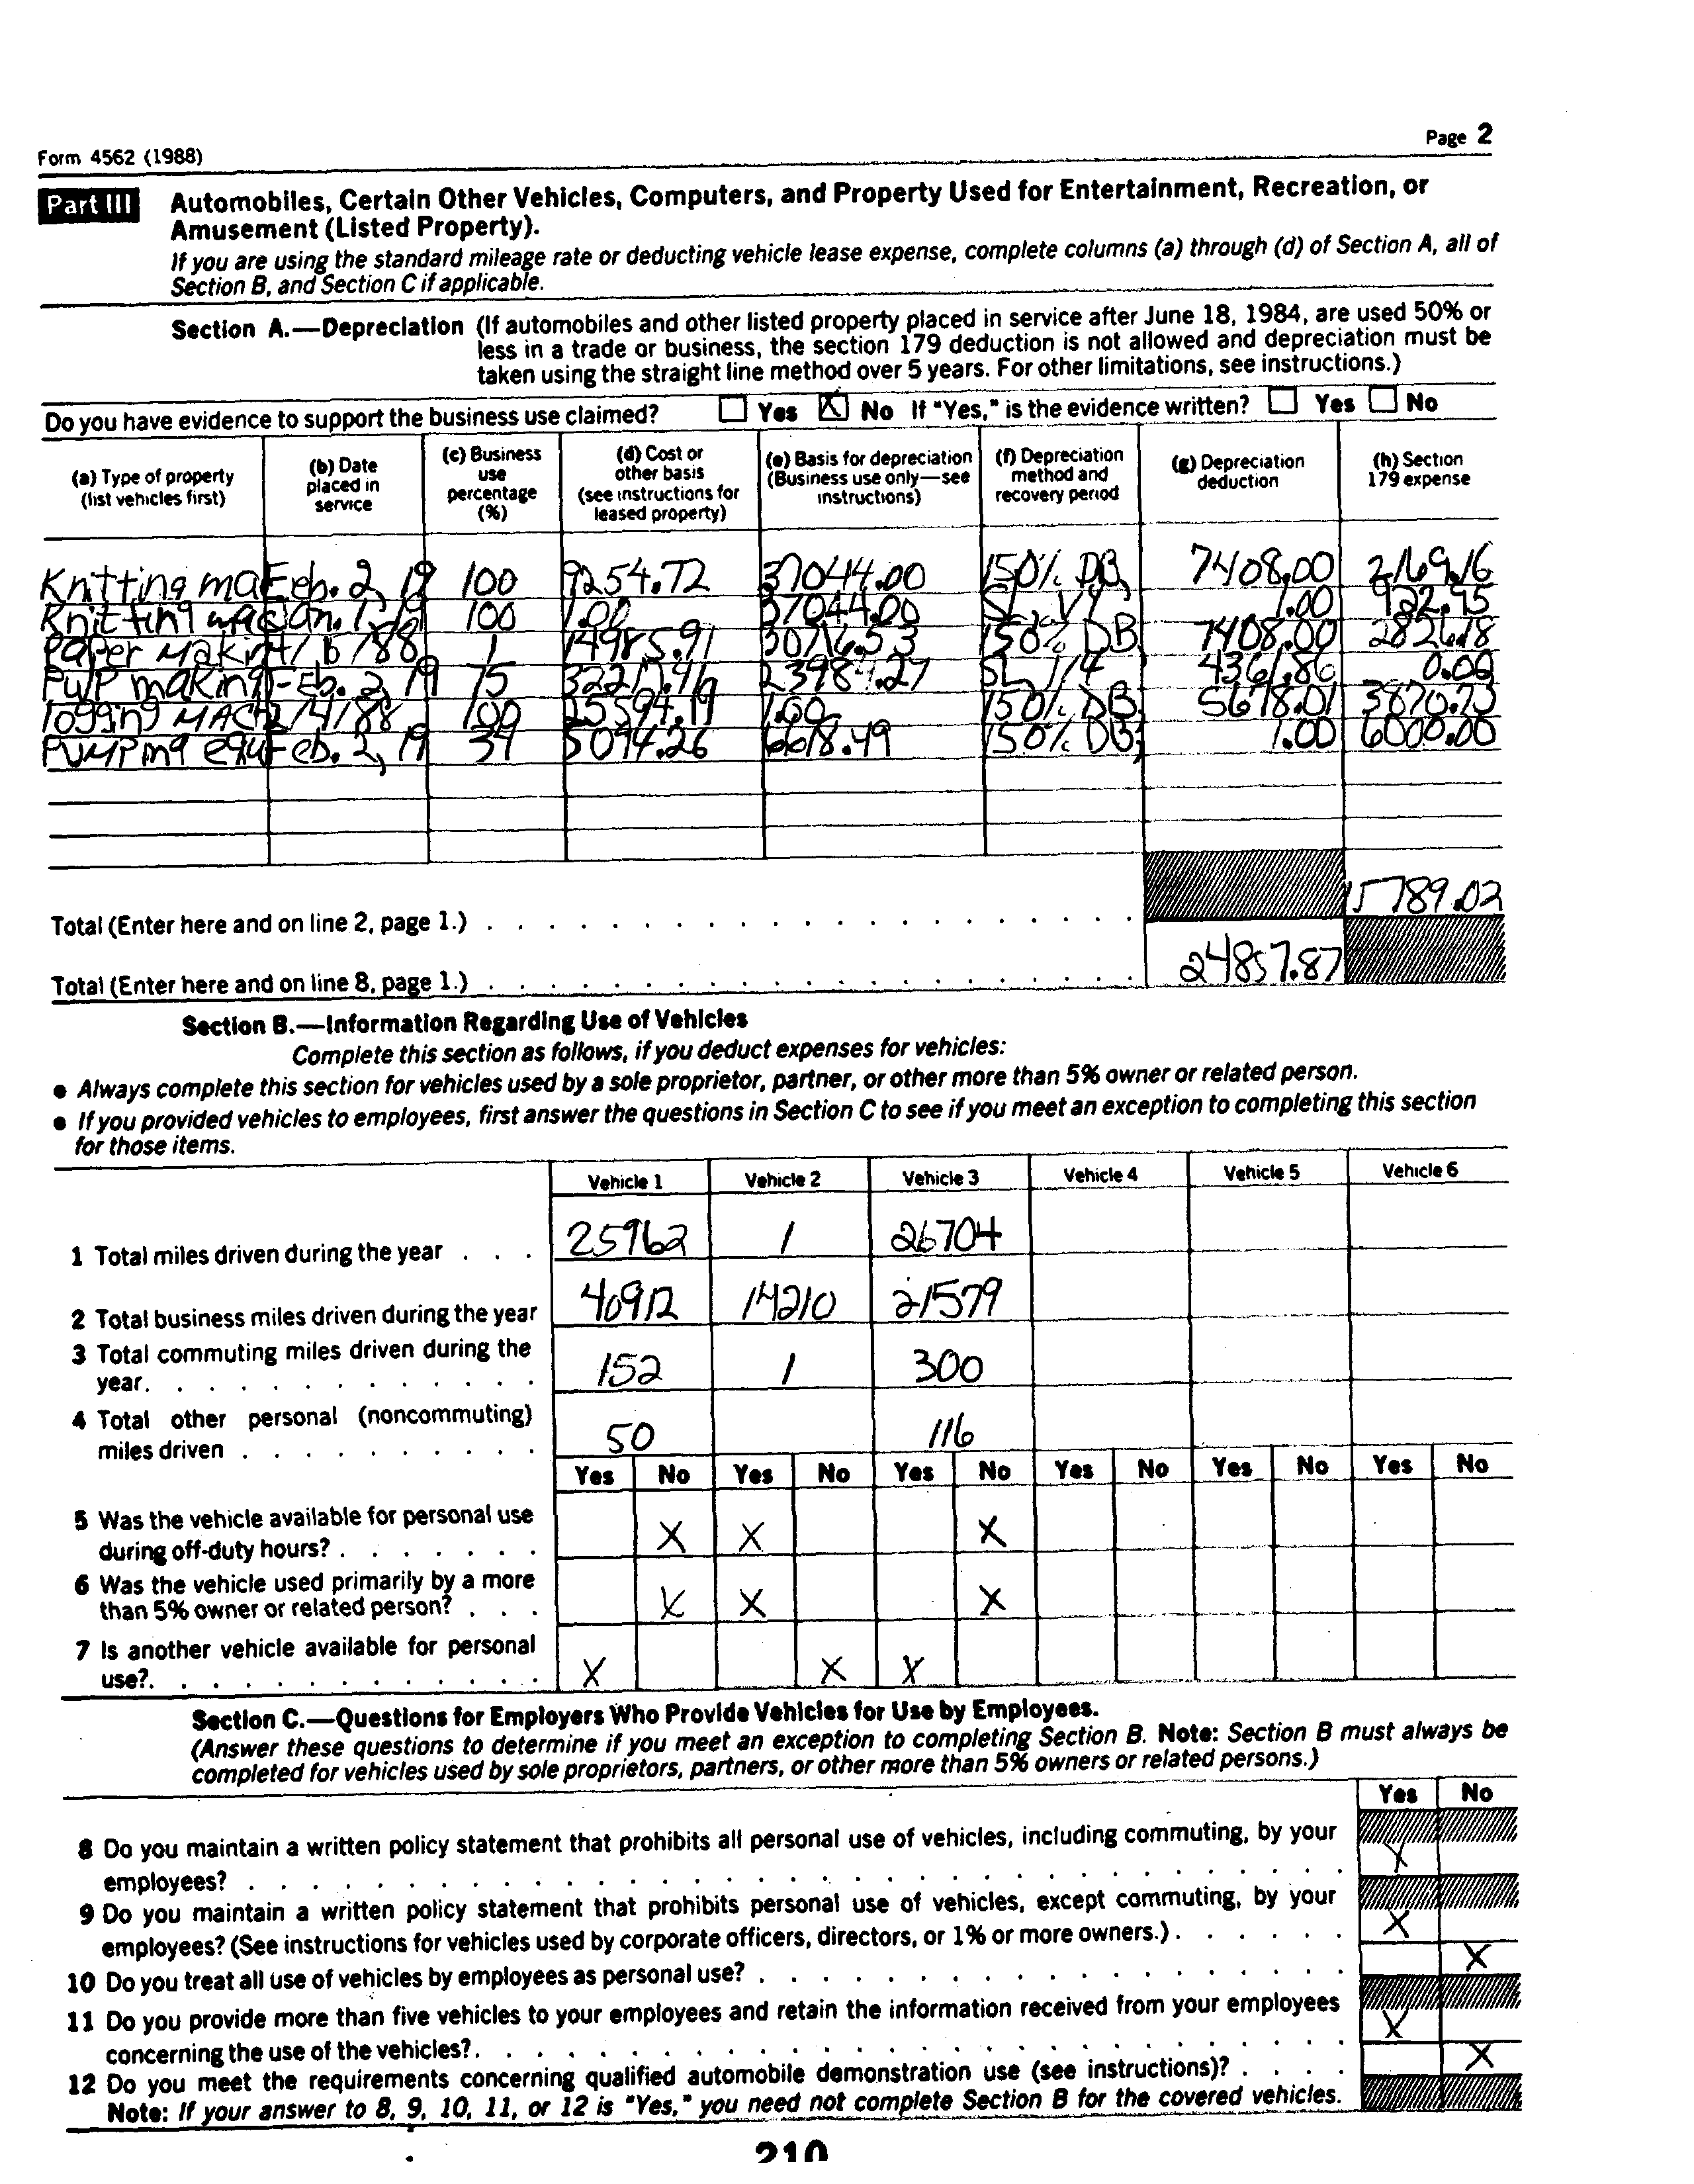 Form 4562 (1988)
Page 2
Part III Automobiles, Certain Other Vehicles, Computers, and Property Used for Entertainment, Recreation, or
Amusement (Listed Property).
If you are using the standard mileage rate or deducting vehicle lease expense, complete columns (a) through (d) of Section A, all of
Section B, and Section C if applicable.
Section A.—Depreciation (If automobiles and other listed property placed in service after June 18, 1984, are used 50% or
less in a trade or business, the section 179 deduction is not allowed and depreciation must be
taken using the straight line method over 5 years. For other limitations, see instructions.)
Do you have evidence to support the business use claimed? Yes X No If "Yes," is the evidence written? Yes No
(a) Type of property (list vehicles first) (b) Date placed in service (c) Business use percentage (%) (d) Cost or other basis (see instructions for leased property) (e) Basis for depreciation (Business use only—see instructions) (f) Depreciation method and recovery period (g) Depreciation deduction (h) Section 179 expense
Knitting ma Feb. 2, 19 100 9254.72 37044.00 150% DB, 7408.00 2169.16
Knitting mac Jan. 1, 19 100 1.00 37044.00 SL, 1.00 922.95
Paper Makin 1 14985.91 30716.53 150% DB 7408.00 2826.18
Pulp making Feb. 2, 19 75 23984.27 SL, 4361.86 0.00
logging MACH 2/4/88 100 25594.19 1.00 150% DB 5678.01 3870.73
PUMPing equ Feb. 2, 19 39 5094.26 6618.49 150% DB, 1.00 6000.00
15789.02
Total (Enter here and on line 2, page 1.)
24857.87
Total (Enter here and on line 8, page 1.)
Section B.—Information Regarding Use of Vehicles
Complete this section as follows, if you deduct expenses for vehicles:
● Always complete this section for vehicles used by a sole proprietor, partner, or other more than 5% owner or related person.
● If you provided vehicles to employees, first answer the questions in Section C to see if you meet an exception to completing this section
for those items.
Vehicle 1 Vehicle 2 Vehicle 3 Vehicle 4 Vehicle 5 Vehicle 6
1 Total miles driven during the year . . . 25962 1 26704
2 Total business miles driven during the year 40912 14210 21579
3 Total commuting miles driven during the
year. 152 1 300
4 Total other personal (noncommuting)
miles driven 50 116
Yes No Yes No Yes No Yes No Yes No Yes No
5 Was the vehicle available for personal use
during off-duty hours? X X X
6 Was the vehicle used primarily by a more
than 5% owner or related person? X X X
7 Is another vehicle available for personal
use? X X X
Section C.—Questions for Employers Who Provide Vehicles for Use by Employees.
(Answer these questions to determine if you meet an exception to completing Section B. Note: Section B must always be
completed for vehicles used by sole proprietors, partners, or other more than 5% owners or related persons.)
Yes No
8 Do you maintain a written policy statement that prohibits all personal use of vehicles, including commuting, by your
employees? X
9 Do you maintain a written policy statement that prohibits personal use of vehicles, except commuting, by your
employees? (See instructions for vehicles used by corporate officers, directors, or 1% or more owners.) X
10 Do you treat all use of vehicles by employees as personal use? X
11 Do you provide more than five vehicles to your employees and retain the information received from your employees
concerning the use of the vehicles? X
12 Do you meet the requirements concerning qualified automobile demonstration use (see instructions)? X
Note: If your answer to 8, 9, 10, 11, or 12 is "Yes," you need not complete Section B for the covered vehicles.
210